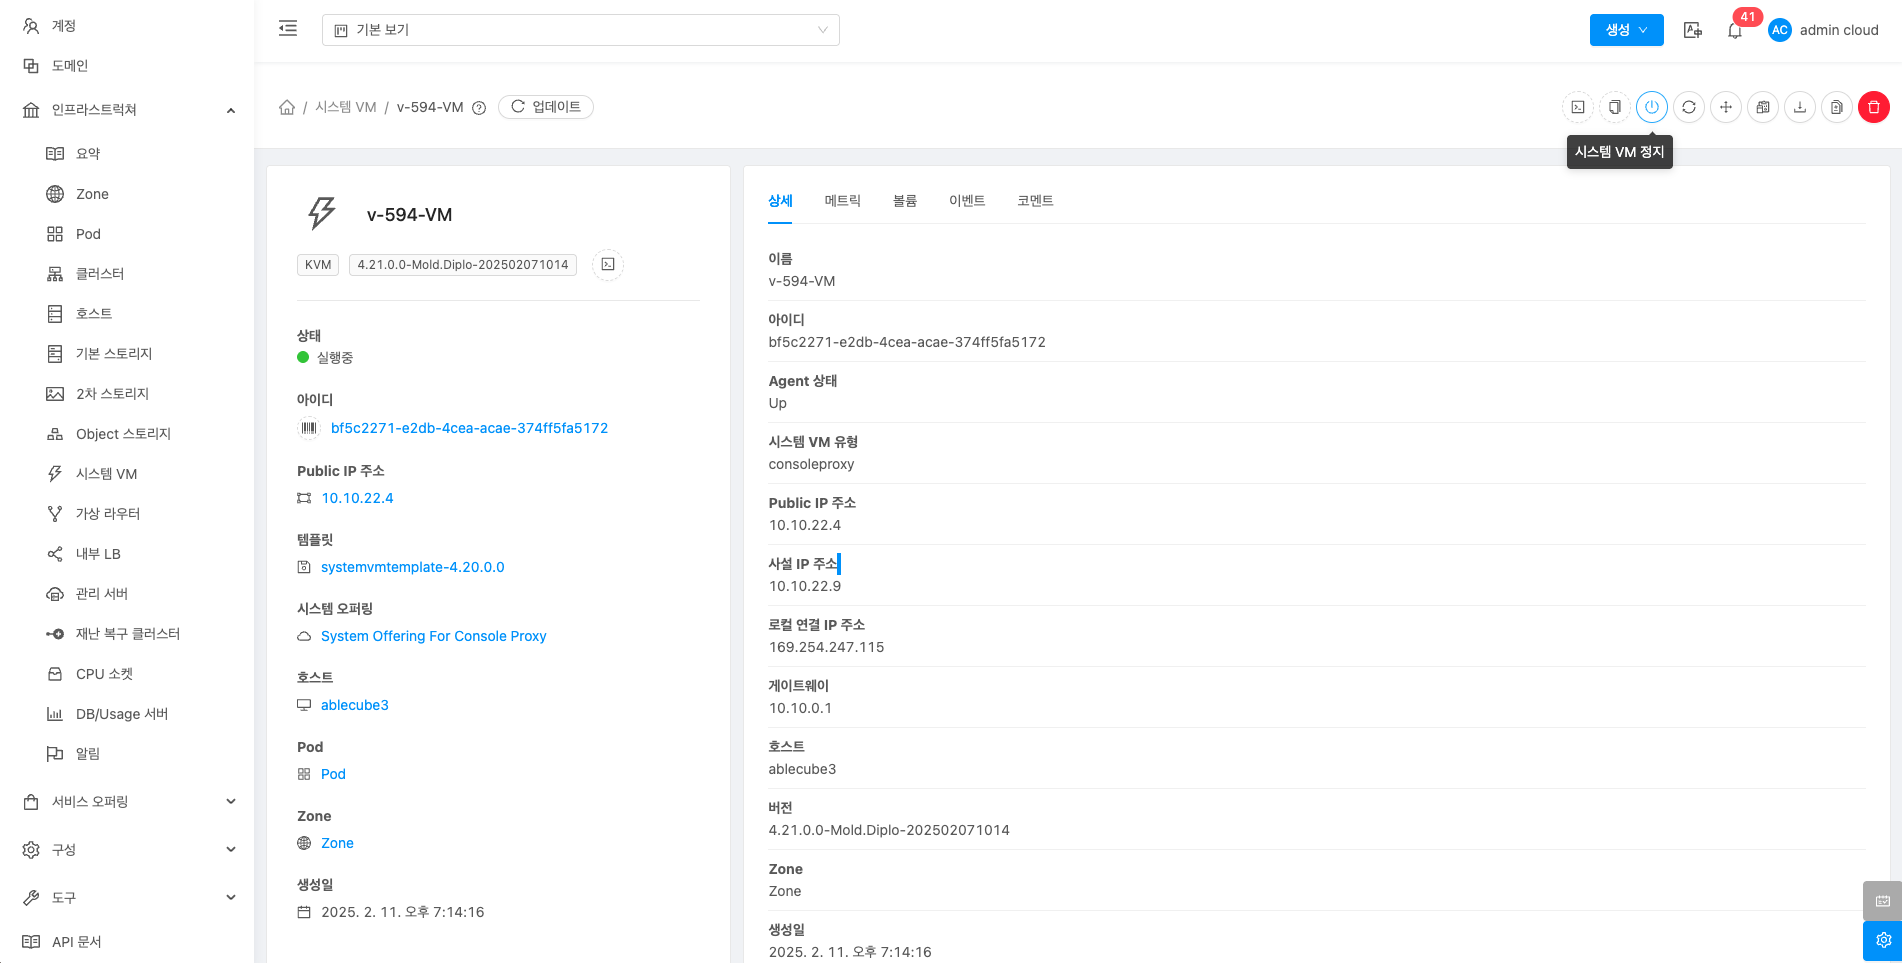 계정
도메인
인프라스트럭쳐
요약
Zone
Pod
클러스터
호스트
기본 스토리지
2차 스토리지
Object 스토리지
시스템 VM
가상 라우터
내부 LB
관리 서버
재난 복구 클러스터
CPU 소켓
DB/Usage 서버
알림
서비스 오퍼링
구성
도구
API 문서
기본 보기
생성
41
AC
admin cloud
/ 시스템 VM / v-594-VM
업데이트
시스템 VM 정지
v-594-VM
KVM
4.21.0.0-Mold.Diplo-202502071014
상태
실행중
아이디
bf5c2271-e2db-4cea-acae-374ff5fa5172
Public IP 주소
10.10.22.4
템플릿
systemvmtemplate-4.20.0.0
시스템 오퍼링
System Offering For Console Proxy
호스트
ablecube3
Pod
Pod
Zone
Zone
생성일
2025. 2. 11. 오후 7:14:16
상세
메트릭
볼륨
이벤트
코멘트
이름
v-594-VM
아이디
bf5c2271-e2db-4cea-acae-374ff5fa5172
Agent 상태
Up
시스템 VM 유형
consoleproxy
Public IP 주소
10.10.22.4
사설 IP 주소
10.10.22.9
로컬 연결 IP 주소
169.254.247.115
게이트웨이
10.10.0.1
호스트
ablecube3
버전
4.21.0.0-Mold.Diplo-202502071014
Zone
Zone
생성일
2025. 2. 11. 오후 7:14:16